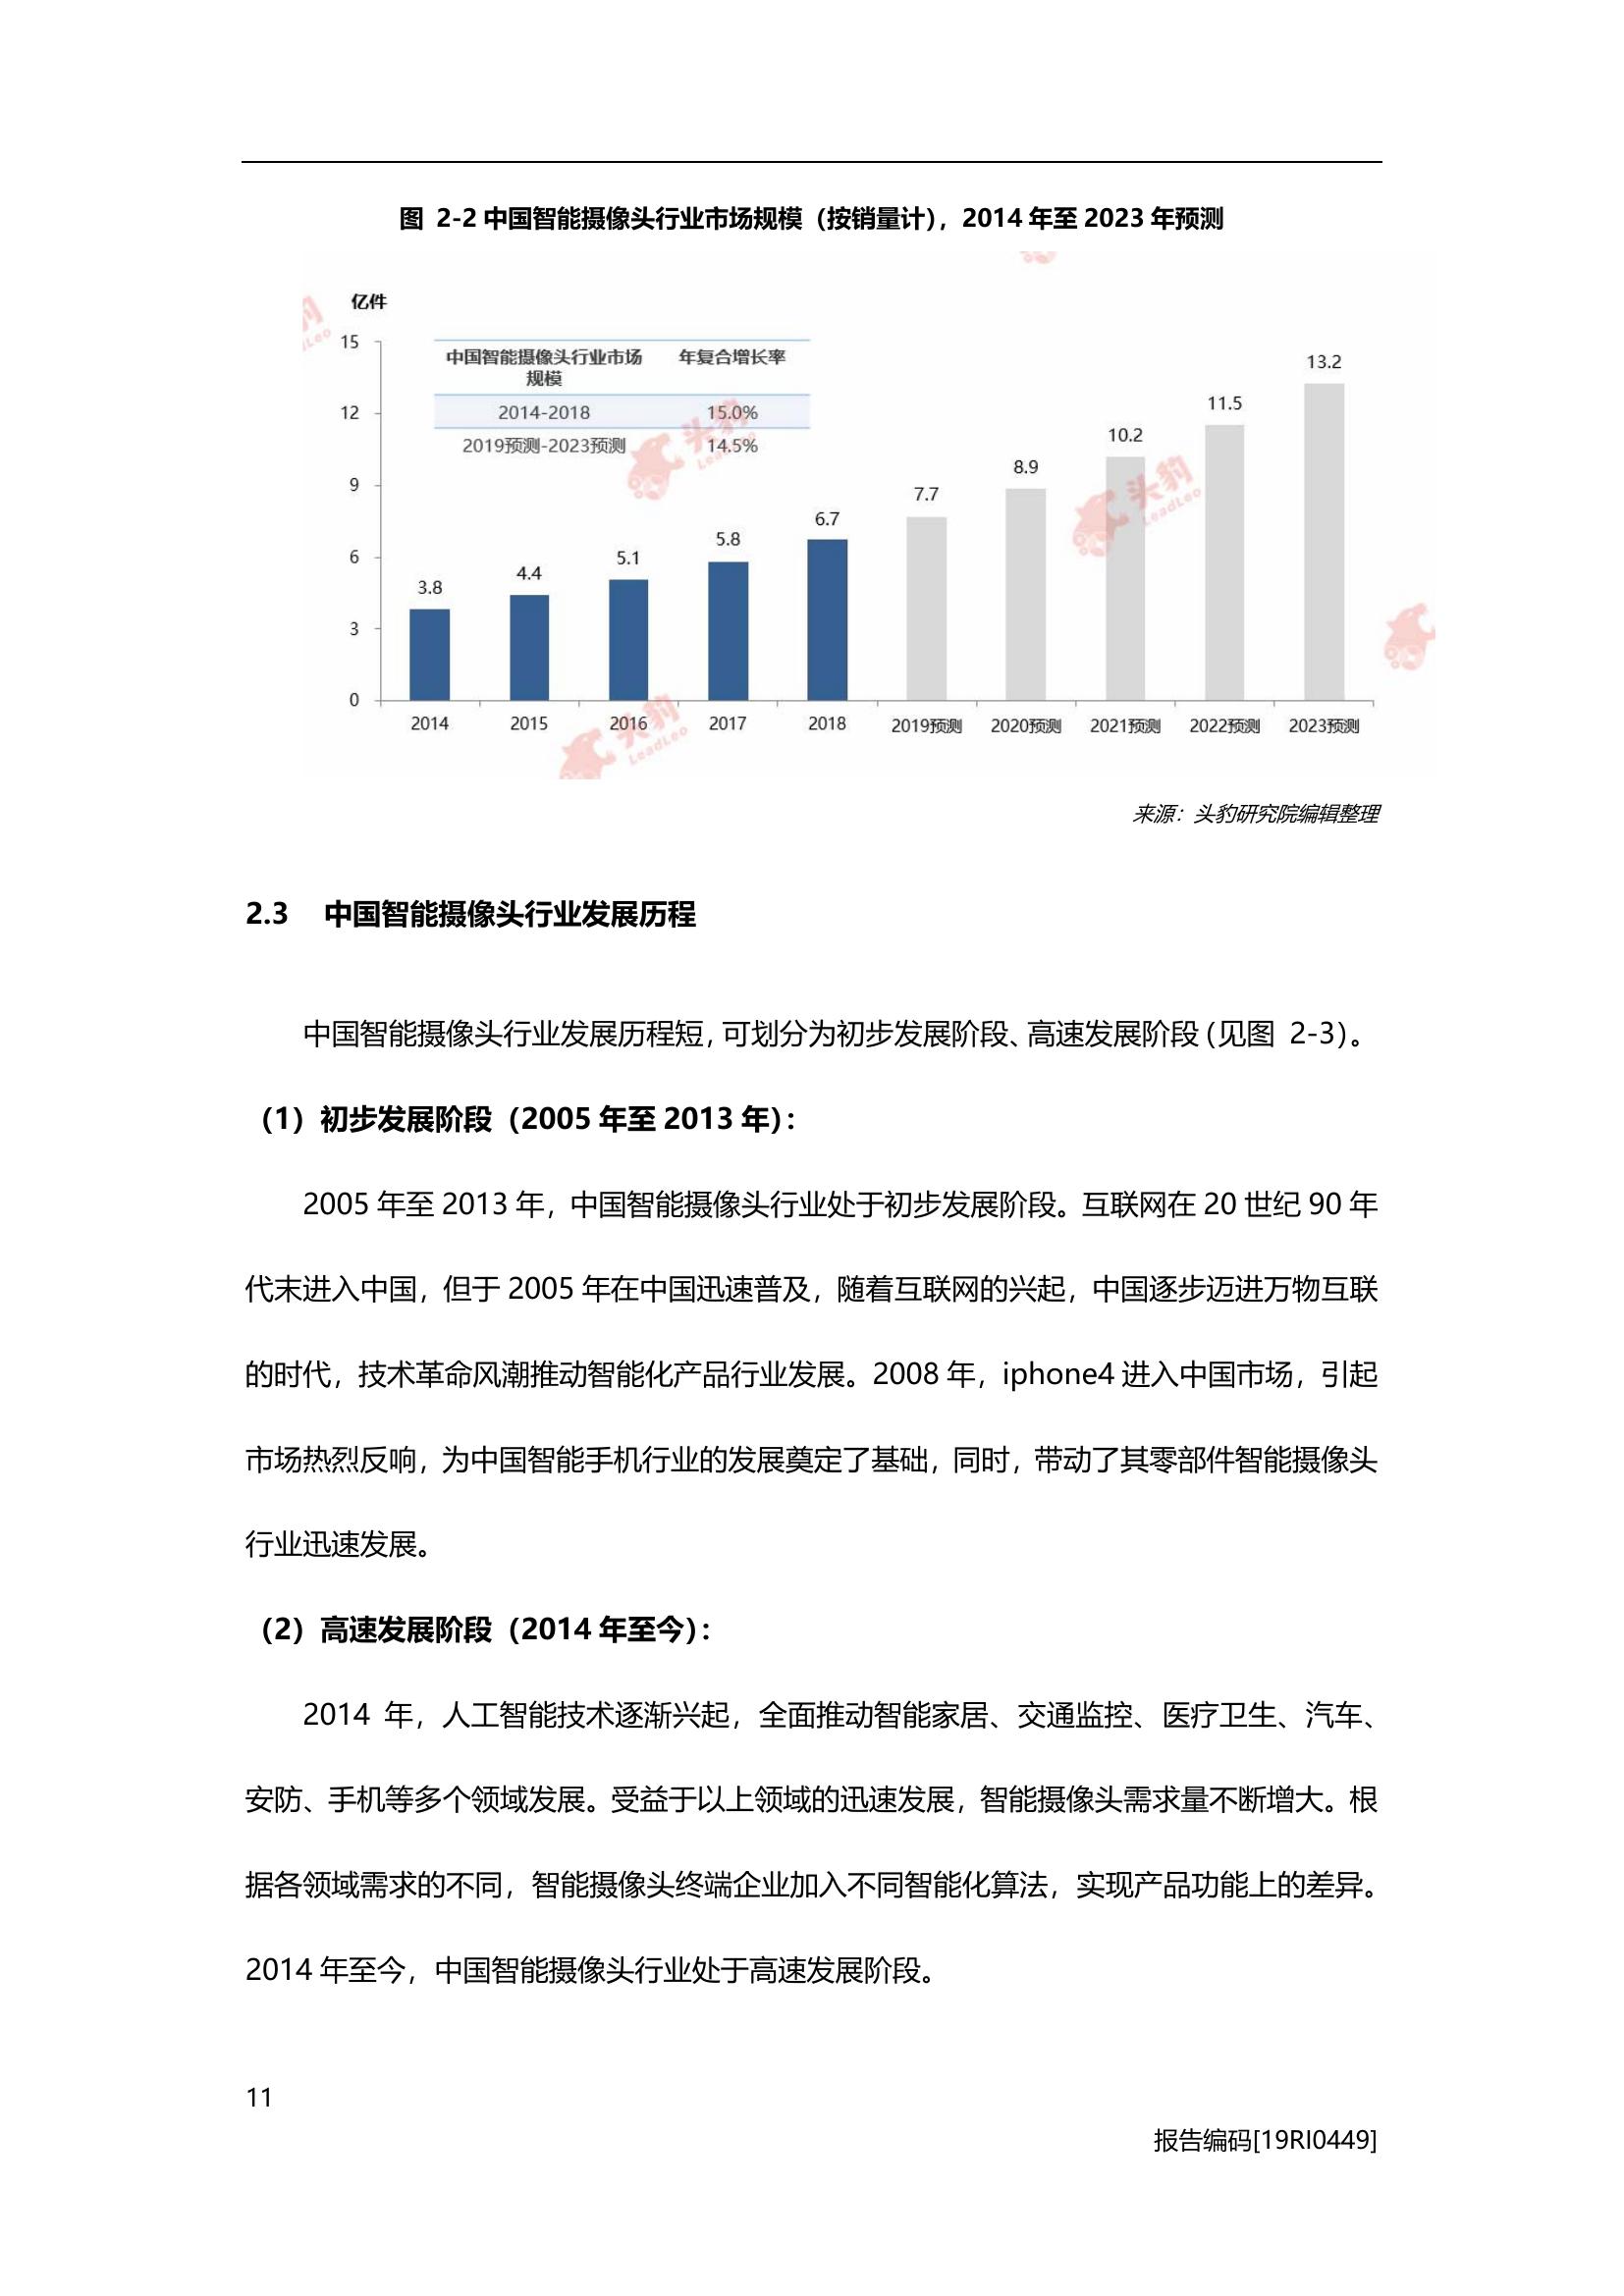 图 2-2 中国智能摄像头行业市场规模（按销量计），2014 年至 2023 年预测
亿件
15
12
9
6
3
0
中国智能摄像头行业市场规模 年复合增长率
2014-2018 15.0%
2019预测-2023预测 14.5%
3.8
4.4
5.1
5.8
6.7
7.7
8.9
10.2
11.5
13.2
2014 2015 2016 2017 2018 2019预测 2020预测 2021预测 2022预测 2023预测
头豹
LeadLeo
头豹
LeadLeo
头豹
LeadLeo
来源：头豹研究院编辑整理
2.3 中国智能摄像头行业发展历程
中国智能摄像头行业发展历程短，可划分为初步发展阶段、高速发展阶段（见图 2-3）。
（1）初步发展阶段（2005 年至 2013 年）：
2005 年至 2013 年，中国智能摄像头行业处于初步发展阶段。互联网在 20 世纪 90 年
代末进入中国，但于 2005 年在中国迅速普及，随着互联网的兴起，中国逐步迈进万物互联
的时代，技术革命风潮推动智能化产品行业发展。2008 年，iphone4 进入中国市场，引起
市场热烈反响，为中国智能手机行业的发展奠定了基础，同时，带动了其零部件智能摄像头
行业迅速发展。
（2）高速发展阶段（2014 年至今）：
2014 年，人工智能技术逐渐兴起，全面推动智能家居、交通监控、医疗卫生、汽车、
安防、手机等多个领域发展。受益于以上领域的迅速发展，智能摄像头需求量不断增大。根
据各领域需求的不同，智能摄像头终端企业加入不同智能化算法，实现产品功能上的差异。
2014 年至今，中国智能摄像头行业处于高速发展阶段。
11
报告编码[19RI0449]